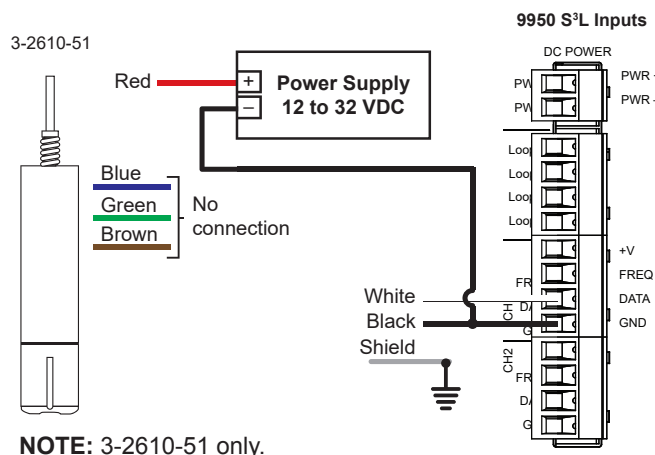 9950 S³L Inputs
3-2610-51
DC POWER
Red
+
Power Supply
12 to 32 VDC
–
PWR
PWR
Loop
Loop
Loop
Loop
Blue
Green
Brown
No
connection
+V
FREQ
White
DATA
Black
GND
Shield
CH
CH2
NOTE: 3-2610-51 only.